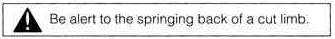 Be alert to the springing back of a cut limb.